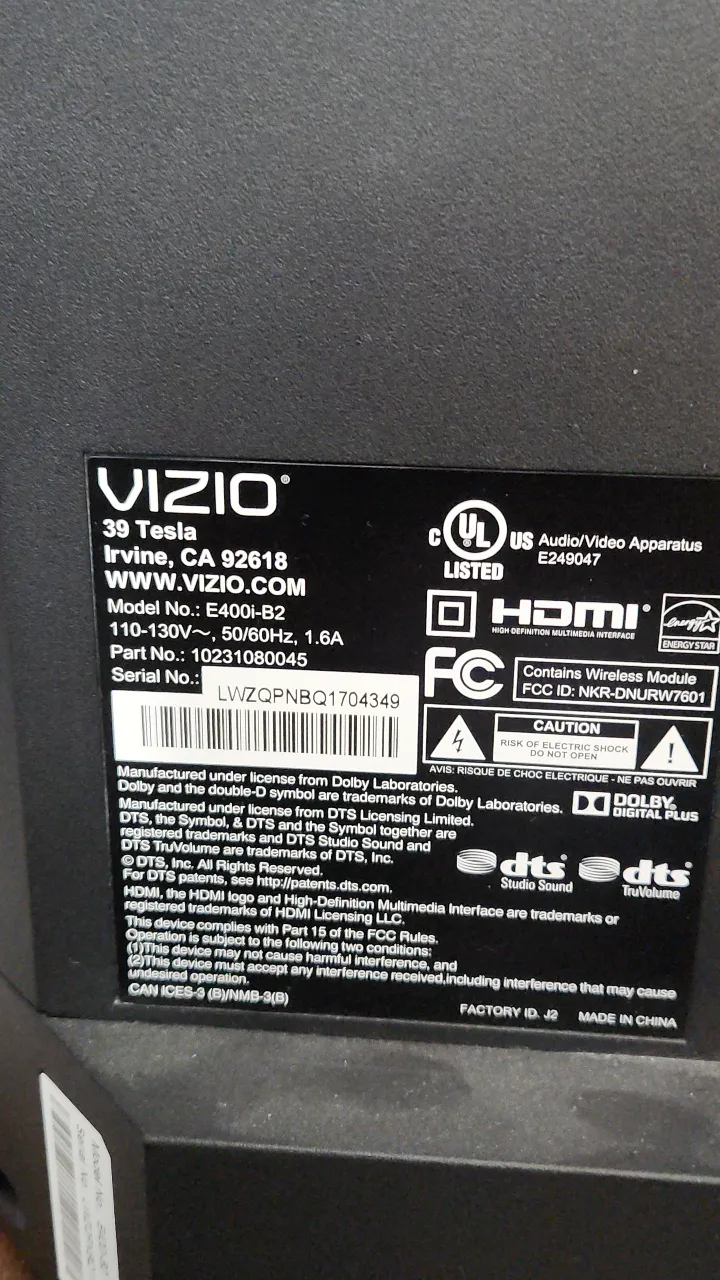 VIZIO®
39 Tesla
Irvine, CA 92618
WWW.VIZIO.COM
Model No.: E400i-B2
110-130V～, 50/60Hz, 1.6A
Part No.: 10231080045
Serial No.:
LWZQPNBQ1704349
C UL US Audio/Video Apparatus
® E249047
LISTED
HDMI®
HIGH-DEFINITION MULTIMEDIA INTERFACE
energy
ENERGY STAR
FC
Contains Wireless Module
FCC ID: NKR-DNURW7601
CAUTION
RISK OF ELECTRIC SHOCK
DO NOT OPEN
!
AVIS: RISQUE DE CHOC ELECTRIQUE - NE PAS OUVRIR
Manufactured under license from Dolby Laboratories.
Dolby and the double-D symbol are trademarks of Dolby Laboratories.
DOLBY®
DIGITAL PLUS
Manufactured under license from DTS Licensing Limited.
DTS, the Symbol, & DTS and the Symbol together are
registered trademarks and DTS Studio Sound and
DTS TruVolume are trademarks of DTS, Inc.
© DTS, Inc. All Rights Reserved.
For DTS patents, see http://patents.dts.com.
dts®
Studio Sound
dts®
TruVolume
HDMI, the HDMI logo and High-Definition Multimedia Interface are trademarks or
registered trademarks of HDMI Licensing LLC.
This device complies with Part 15 of the FCC Rules.
Operation is subject to the following two conditions:
(1)This device may not cause harmful interference, and
(2)This device must accept any interference received,including interference that may cause
undesired operation.
CAN ICES-3 (B)/NMB-3(B)
FACTORY ID. J2 MADE IN CHINA
Model No.
Serial No.